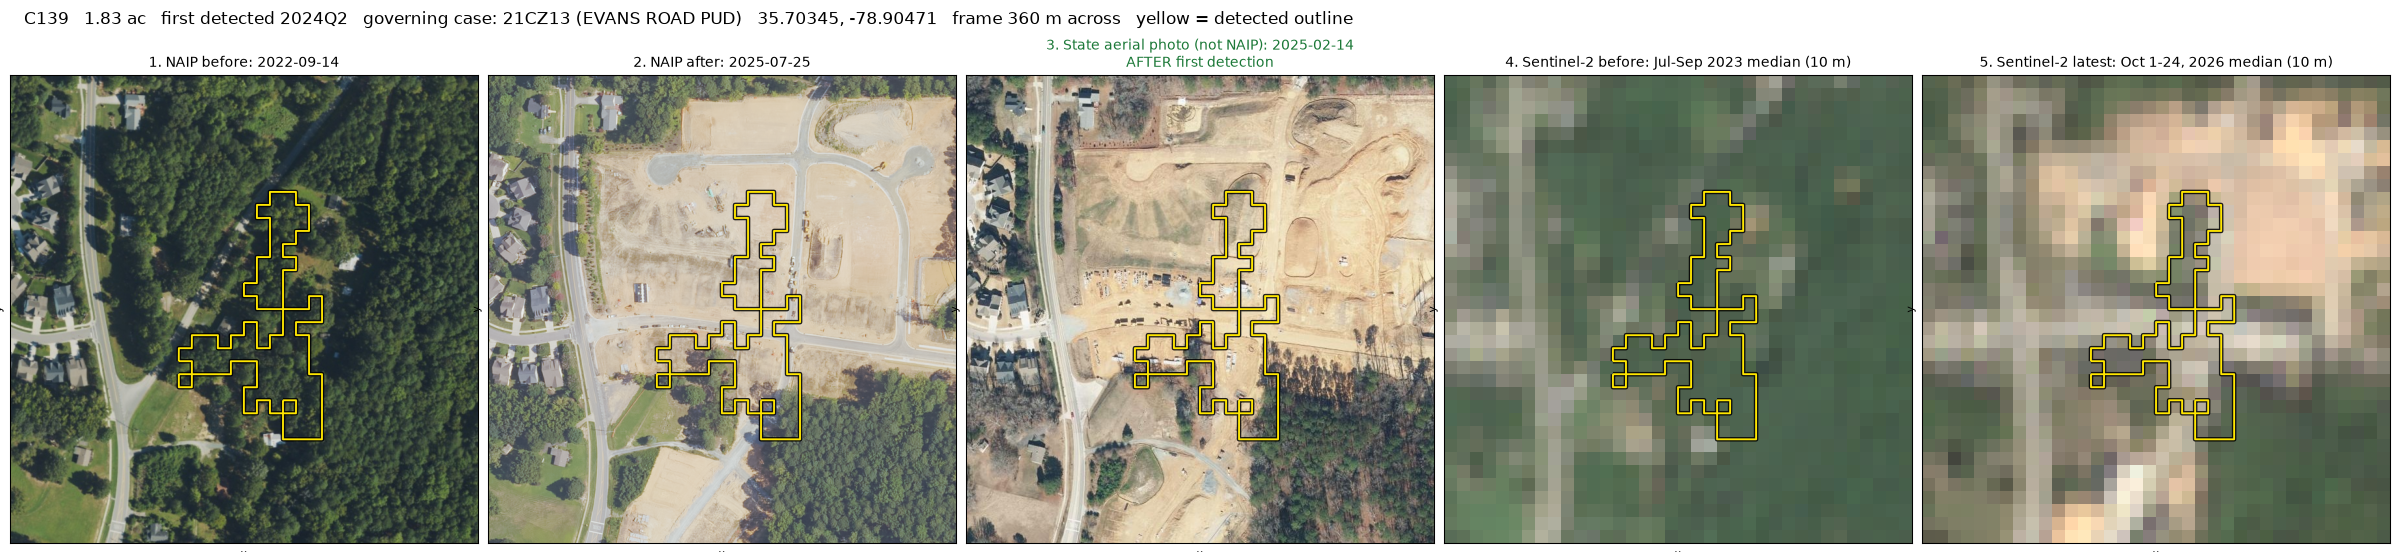 C139   1.83 ac   first detected 2024Q2   governing case: 21CZ13 (EVANS ROAD PUD)   35.70345, -78.90471   frame 360 m across   yellow = detected outline
1. NAIP before: 2022-09-14
2. NAIP after: 2025-07-25
3. State aerial photo (not NAIP): 2025-02-14
AFTER first detection
4. Sentinel-2 before: Jul-Sep 2023 median (10 m)
5. Sentinel-2 latest: Oct 1-24, 2026 median (10 m)